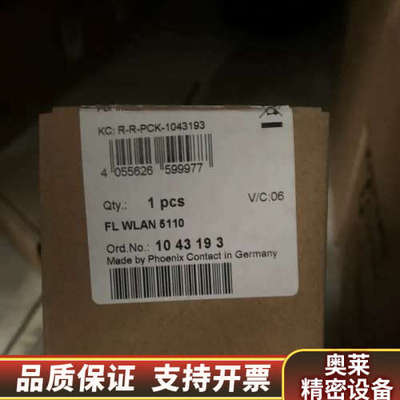 KC: R-R-PCK-1043193
4 055626 599977
Qty.: 1 pcs V/C:06
FL WLAN 5110
Ord.No.: 10 43 19 3
Made by Phoenix Contact in Germany
品质保证 支持开票
奥莱
精密设备